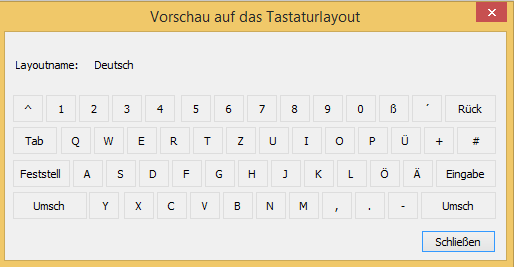 Vorschau auf das Tastaturlayout
Layoutname: Deutsch
^ 1 2 3 4 5 6 7 8 9 0 ß ´ Rück
Tab Q W E R T Z U I O P Ü + #
Feststell A S D F G H J K L Ö Ä Eingabe
Umsch Y X C V B N M , . - Umsch
Schließen